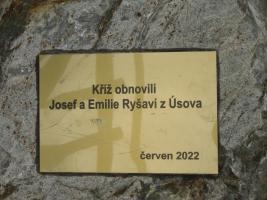 Kříž obnovili
Josef a Emilie Ryšaví z Úsova
červen 2022